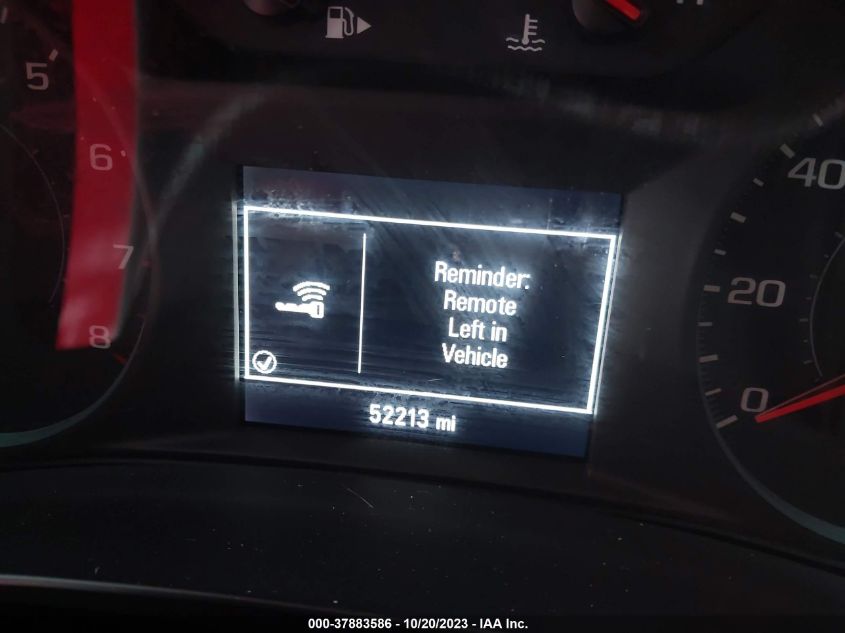 5
6
7
8
40
20
0
Reminder:
Remote
Left in
Vehicle
52213 mi
000-37883586 - 10/20/2023 - IAA Inc.